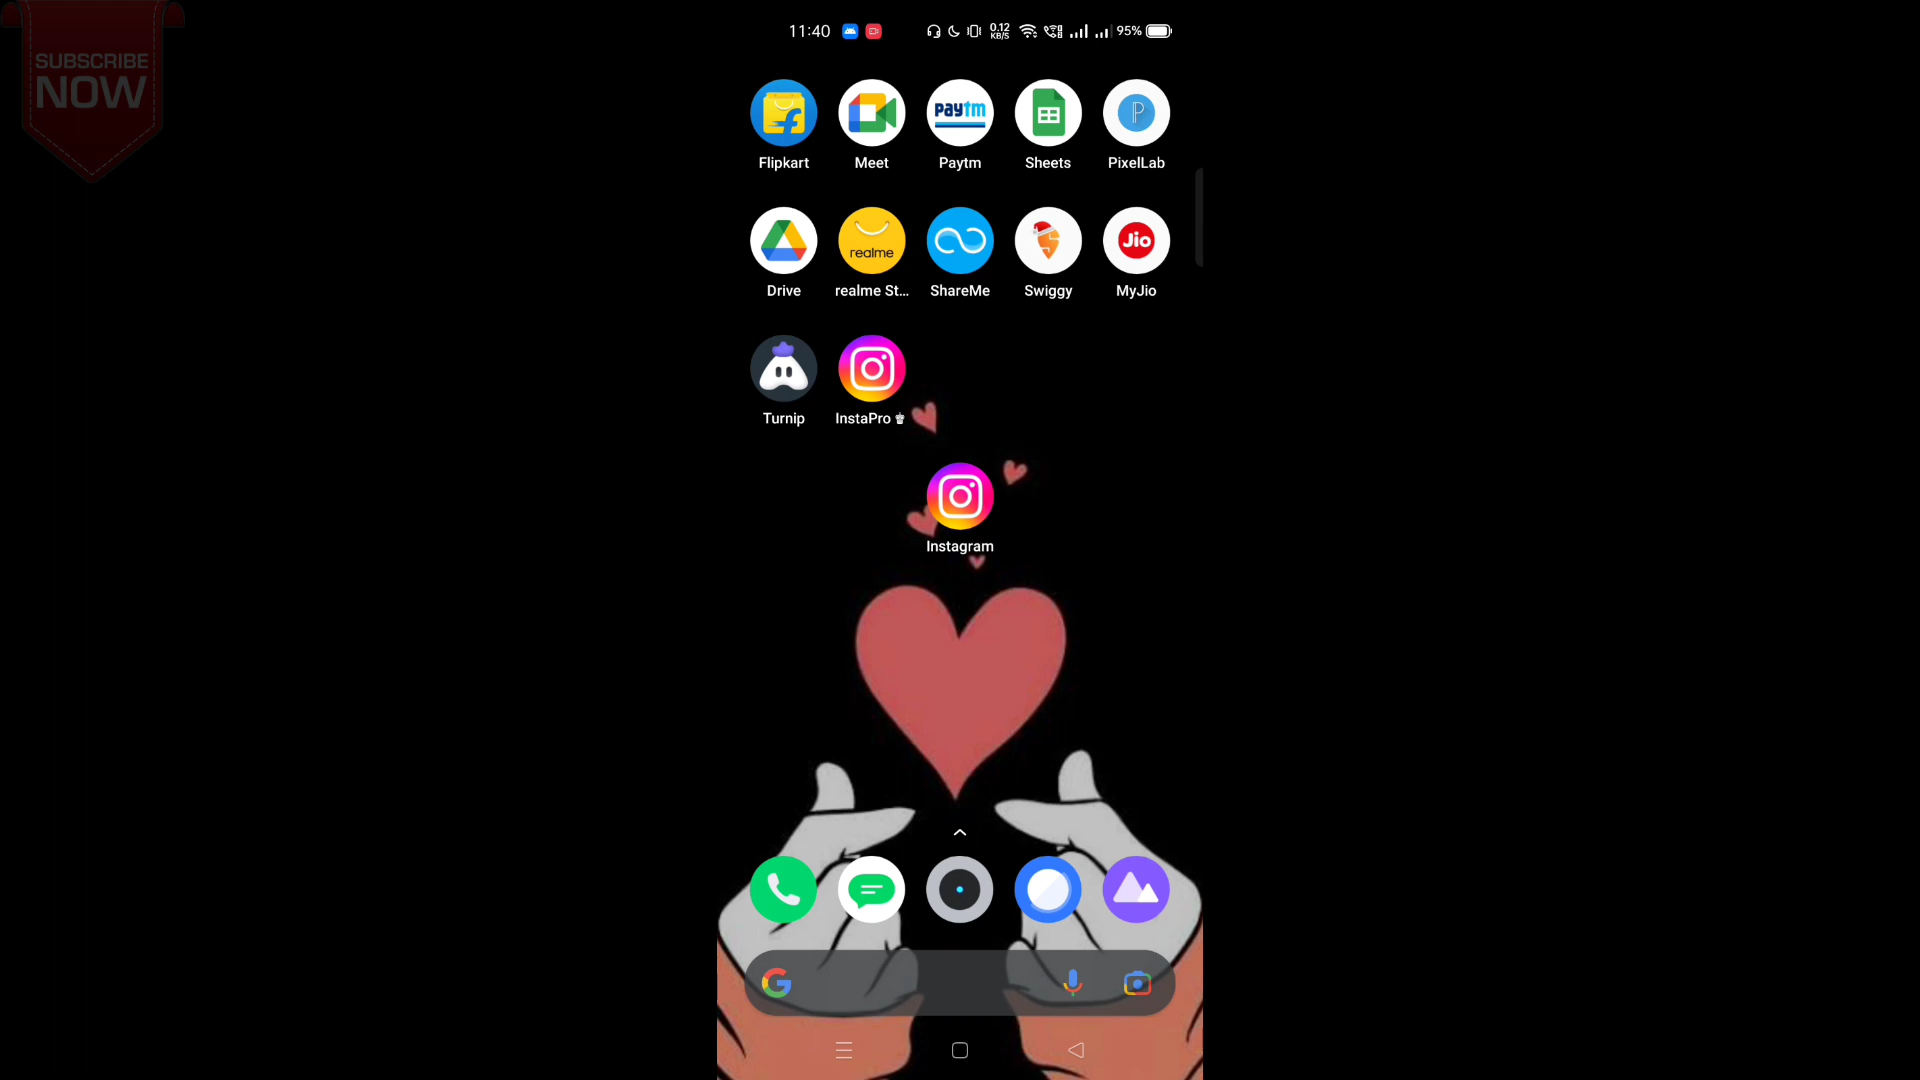 SUBSCRIBE
NOW
11:40
0.12
KB/S
95%
paytm
P
Flipkart
Meet
Paytm
Sheets
PixelLab
realme
Jio
Drive
realme St...
ShareMe
Swiggy
MyJio
Turnip
InstaPro
Instagram